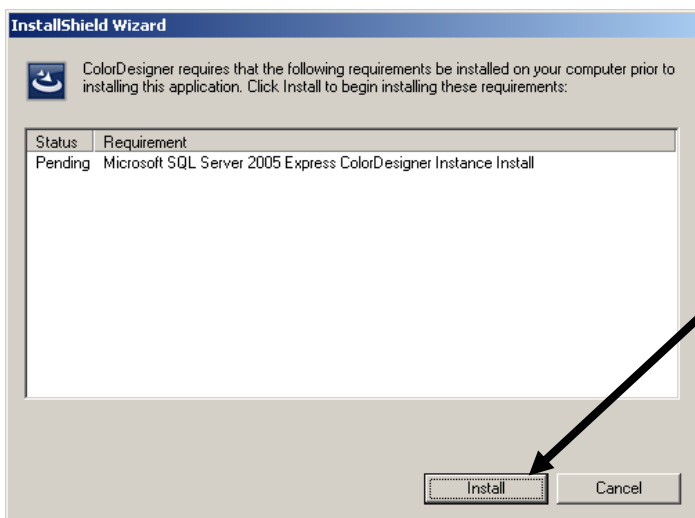 InstallShield Wizard
ColorDesigner requires that the following requirements be installed on your computer prior to
installing this application. Click Install to begin installing these requirements:
Status Requirement
Pending Microsoft SQL Server 2005 Express ColorDesigner Instance Install
Install Cancel